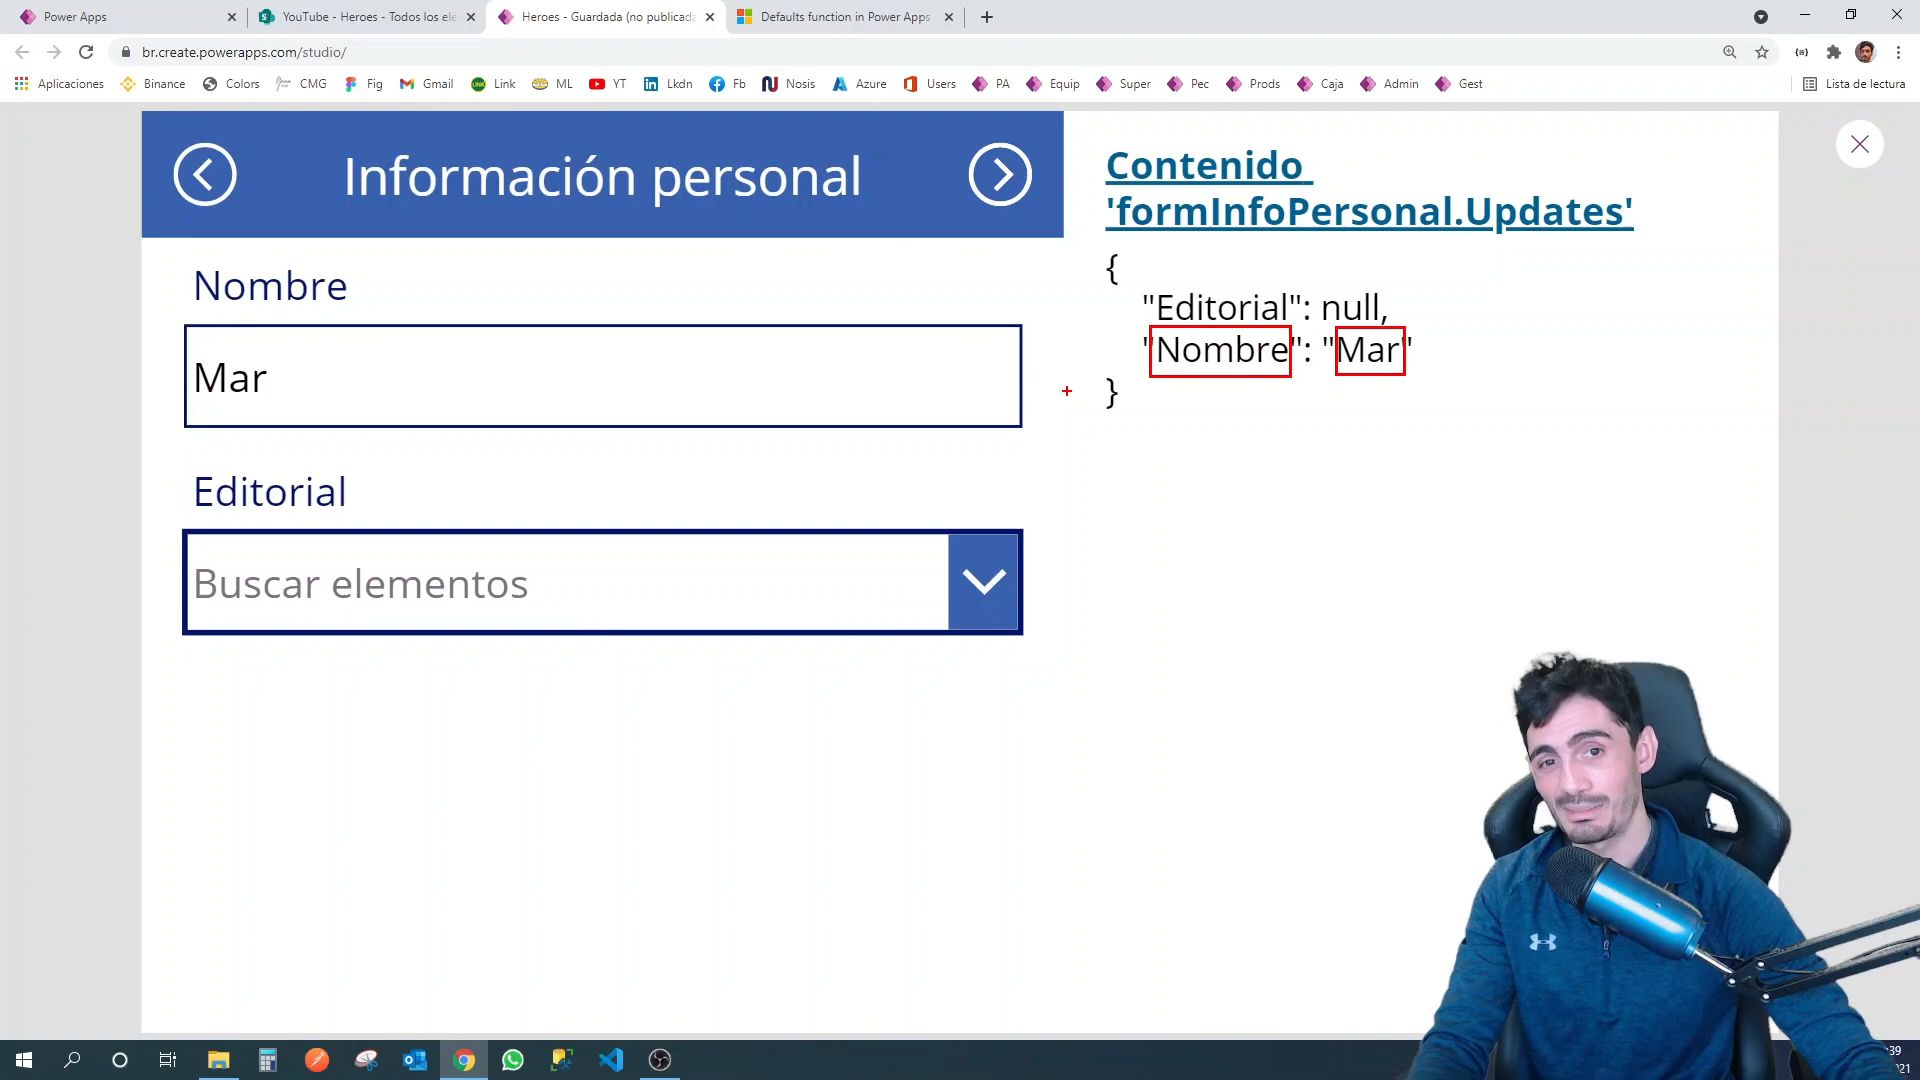 Power Apps
YouTube - Heroes - Todos los ele
Heroes - Guardada (no publicada
Defaults function in Power Apps
br.create.powerapps.com/studio/
Aplicaciones
Binance
Colors
CMG
Fig
Gmail
Link
ML
YT
Lkdn
Fb
Nosis
Azure
Users
PA
Equip
Super
Pec
Prods
Caja
Admin
Gest
Lista de lectura
Información personal
Nombre
Mar
Editorial
Buscar elementos
Contenido
'formInfoPersonal.Updates'
{
"Editorial": null,
"Nombre": "Mar"
}